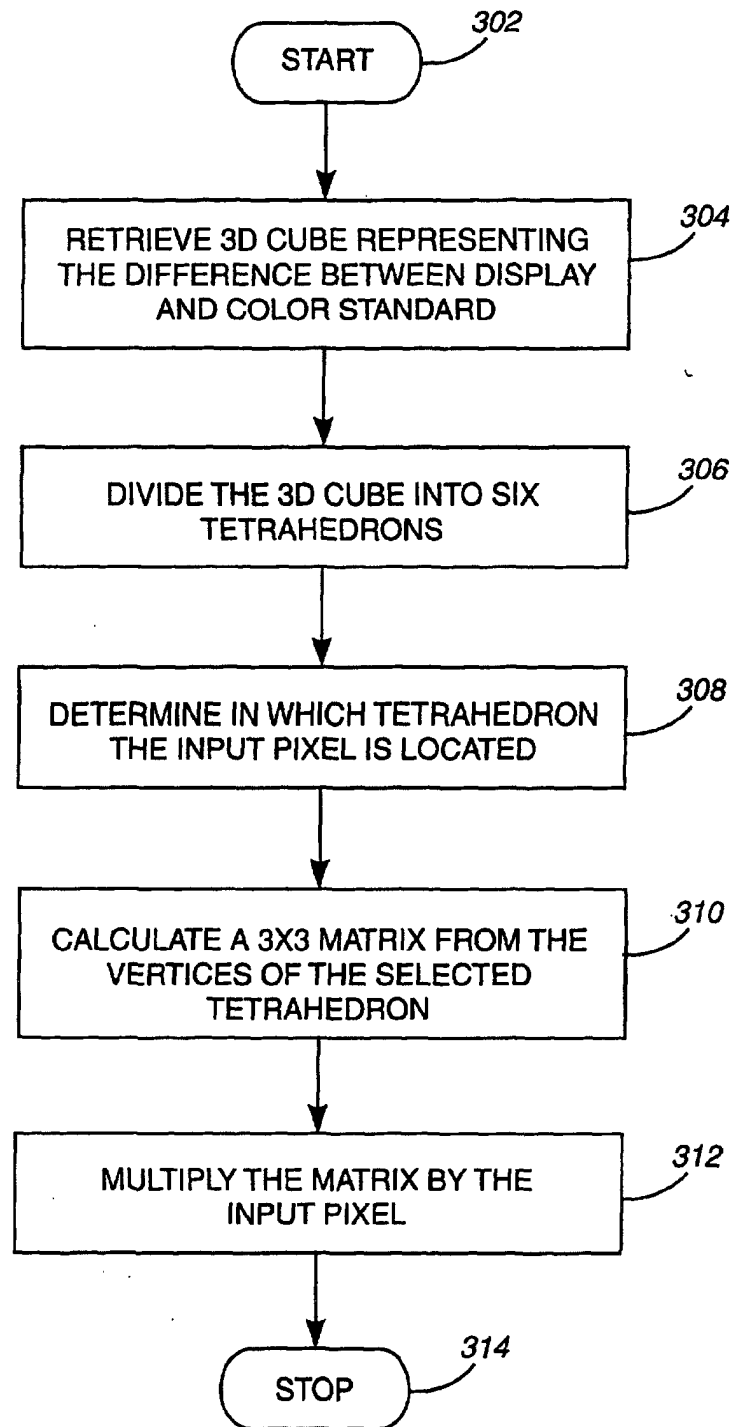 302
START
304
RETRIEVE 3D CUBE REPRESENTING
THE DIFFERENCE BETWEEN DISPLAY
AND COLOR STANDARD
306
DIVIDE THE 3D CUBE INTO SIX
TETRAHEDRONS
308
DETERMINE IN WHICH TETRAHEDRON
THE INPUT PIXEL IS LOCATED
310
CALCULATE A 3X3 MATRIX FROM THE
VERTICES OF THE SELECTED
TETRAHEDRON
312
MULTIPLY THE MATRIX BY THE
INPUT PIXEL
314
STOP